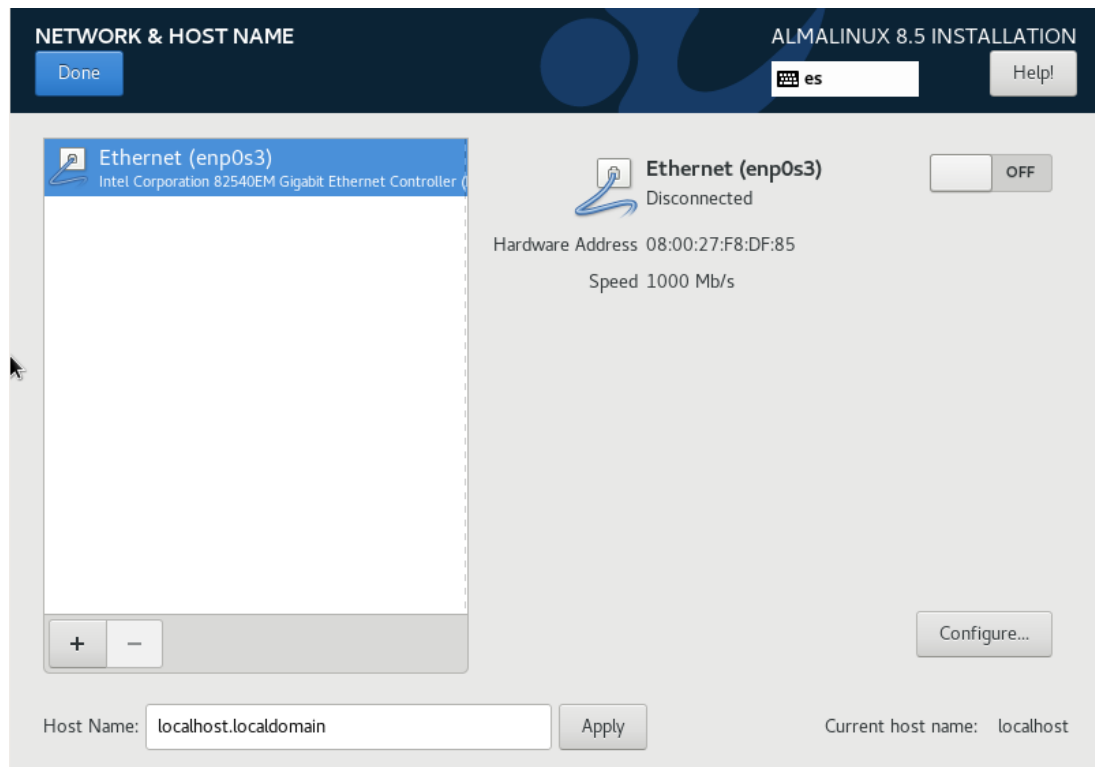 NETWORK & HOST NAME
ALMALINUX 8.5 INSTALLATION
Done
es
Help!
Ethernet (enp0s3)
Intel Corporation 82540EM Gigabit Ethernet Controller (
Ethernet (enp0s3)
Disconnected
OFF
Hardware Address 08:00:27:F8:DF:85
Speed 1000 Mb/s
+ −
Configure...
Host Name: localhost.localdomain
Apply
Current host name: localhost